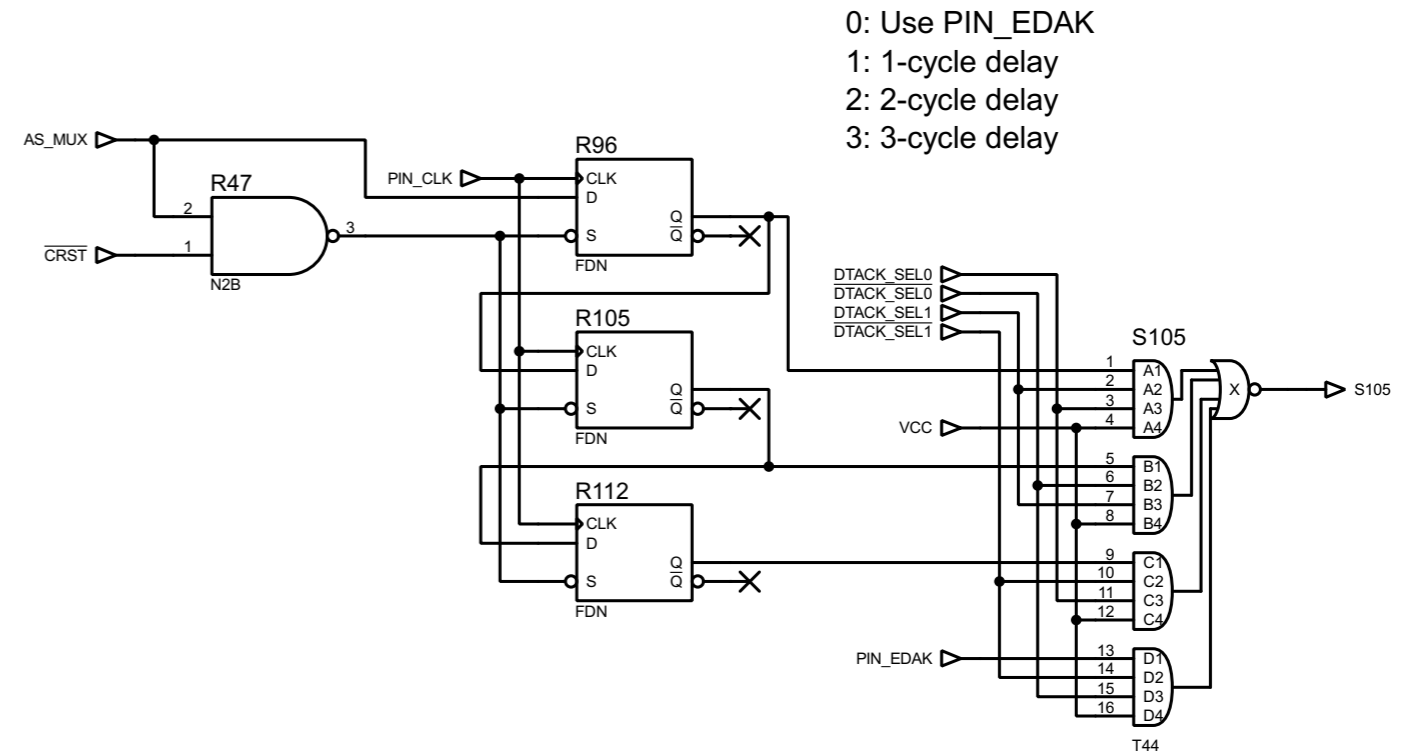 0: Use PIN_EDAK
1: 1-cycle delay
2: 2-cycle delay
3: 3-cycle delay
AS_MUX
R47
2
1
3
CRST
N2B
PIN_CLK
R96
CLK
D
S
Q
Q
FDN
R105
CLK
D
S
Q
Q
FDN
R112
CLK
D
S
Q
Q
FDN
DTACK_SEL0
DTACK_SEL0
DTACK_SEL1
DTACK_SEL1
VCC
PIN_EDAK
S105
1 A1
2 A2
3 A3
4 A4
5 B1
6 B2
7 B3
8 B4
9 C1
10 C2
11 C3
12 C4
13 D1
14 D2
15 D3
16 D4
X
S105
T44